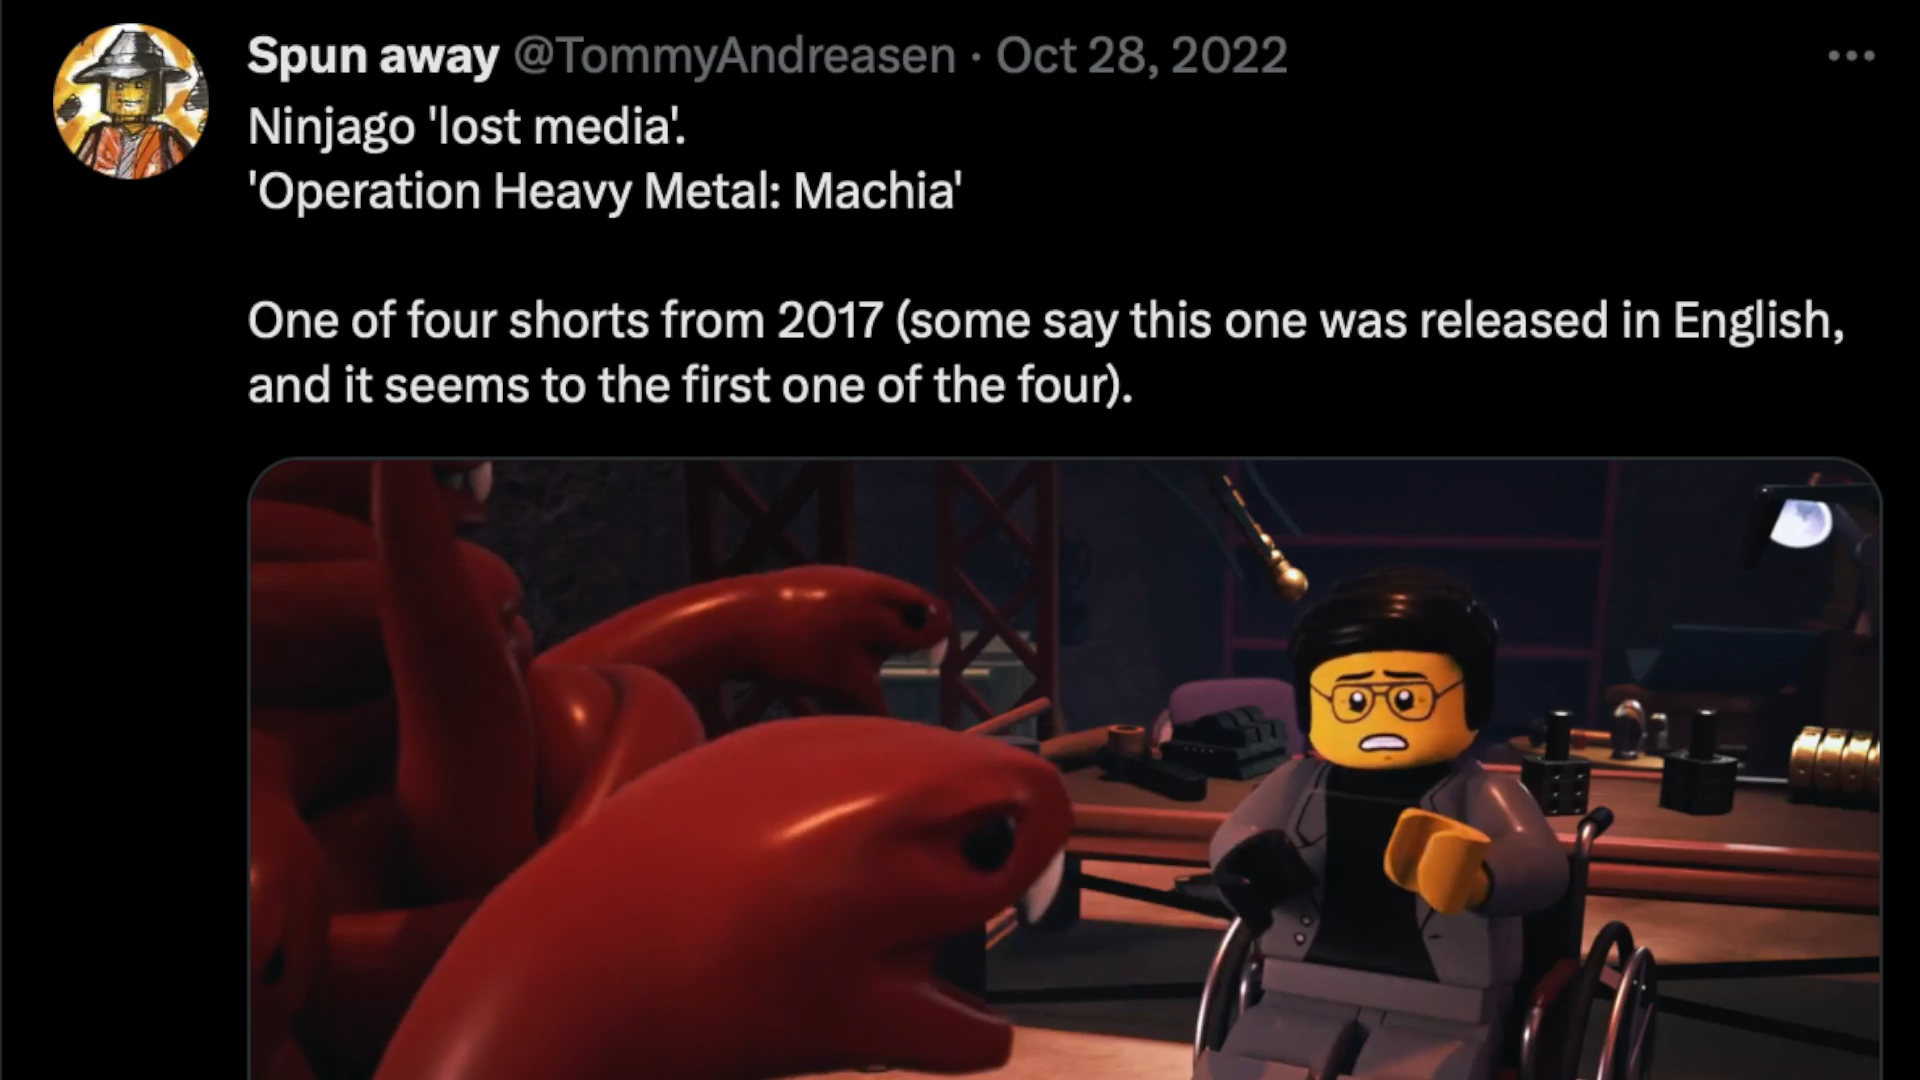 Spun away @TommyAndreasen · Oct 28, 2022
Ninjago 'lost media'.
'Operation Heavy Metal: Machia'
One of four shorts from 2017 (some say this one was released in English,
and it seems to the first one of the four).